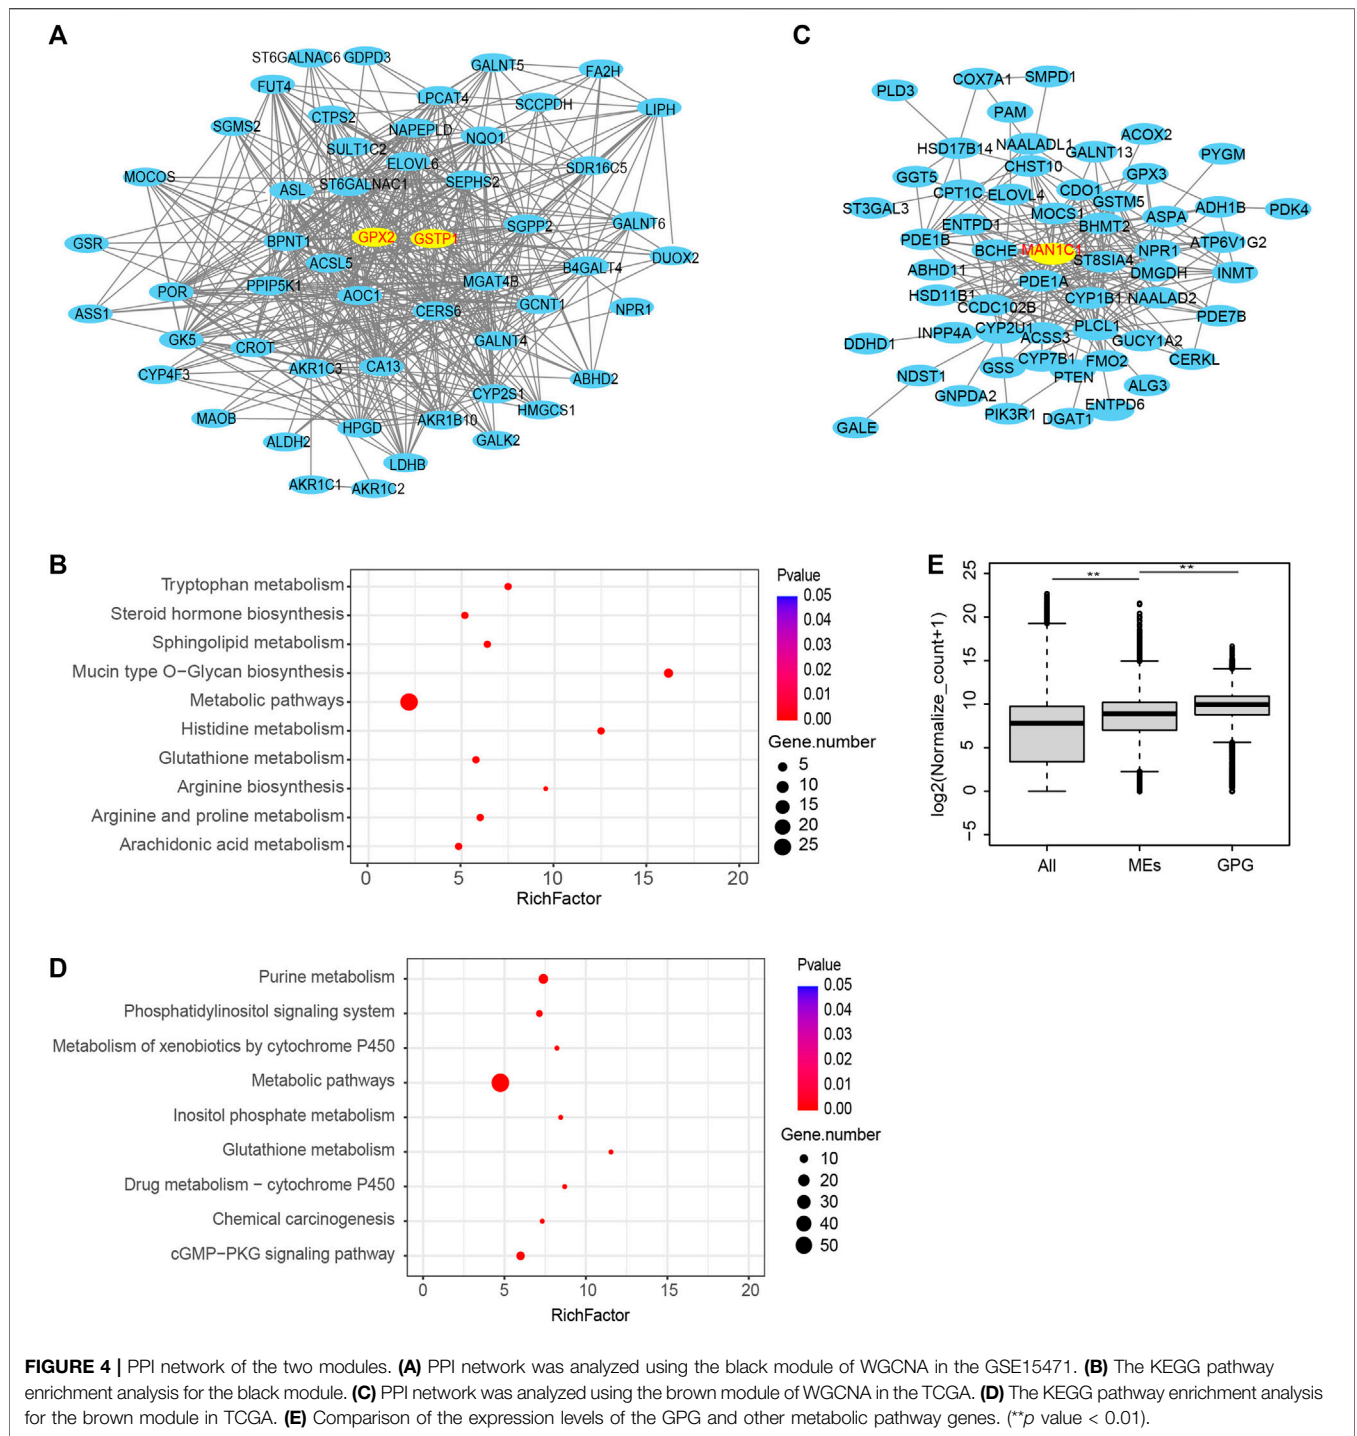 A
ST6GALNAC6 GDPD3
GALNT5
FA2H
FUT4
LPCAT4
SCCPDH
LIPH
CTPS2
SGMS2
NAPEPLD
NQO1
SULT1C2
ELOVL6
SDR16C5
MOCOS
ST6GALNAC1
SEPHS2
ASL
GALNT6
SGPP2
GSR
BPNT1
GPX2
GSTP1
DUOX2
ACSL5
B4GALT4
PPIP5K1
MGAT4B
POR
AOC1
GCNT1
NPR1
ASS1
CERS6
GK5
CROT
GALNT4
CYP4F3
AKR1C3
CA13
ABHD2
CYP2S1
HMGCS1
MAOB
AKR1B10
HPGD
ALDH2
GALK2
LDHB
AKR1C1
AKR1C2
C
COX7A1
SMPD1
PLD3
PAM
ACOX2
HSD17B14
NAALADL1
GALNT13
PYGM
CHST10
GPX3
GGT5
CPT1C
ELOVL4
CDO1
GSTM5
ST3GAL3
MOCS1
ASPA
ADH1B
PDK4
ENTPD1
BHMT2
PDE1B
BCHE
MAN1C1
NPR1
ATP6V1G2
ST8SIA4
ABHD11
DMGDH
INMT
PDE1A
HSD11B1
CYP1B1
NAALAD2
CCDC102B
PDE7B
INPP4A
CYP2U1
PLCL1
ACSS3
GUCY1A2
DDHD1
CERKL
CYP7B1
FMO2
NDST1
GSS
PTEN
ALG3
GNPDA2
ENTPD6
PIK3R1
DGAT1
GALE
B
Tryptophan metabolism
Steroid hormone biosynthesis
Sphingolipid metabolism
Mucin type O−Glycan biosynthesis
Metabolic pathways
Histidine metabolism
Glutathione metabolism
Arginine biosynthesis
Arginine and proline metabolism
Arachidonic acid metabolism
0 5 10 15 20
RichFactor
Pvalue
0.05
0.04
0.03
0.02
0.01
0.00
Gene.number
5
10
15
20
25
E
25
20
15
10
5
0
−5
log2(Normalize_count+1)
**
**
All MEs GPG
D
Purine metabolism
Phosphatidylinositol signaling system
Metabolism of xenobiotics by cytochrome P450
Metabolic pathways
Inositol phosphate metabolism
Glutathione metabolism
Drug metabolism − cytochrome P450
Chemical carcinogenesis
cGMP−PKG signaling pathway
0 5 10 15 20
RichFactor
Pvalue
0.05
0.04
0.03
0.02
0.01
0.00
Gene.number
10
20
30
40
50
FIGURE 4 | PPI network of the two modules. (A) PPI network was analyzed using the black module of WGCNA in the GSE15471. (B) The KEGG pathway
enrichment analysis for the black module. (C) PPI network was analyzed using the brown module of WGCNA in the TCGA. (D) The KEGG pathway enrichment analysis
for the brown module in TCGA. (E) Comparison of the expression levels of the GPG and other metabolic pathway genes. (**p value < 0.01).